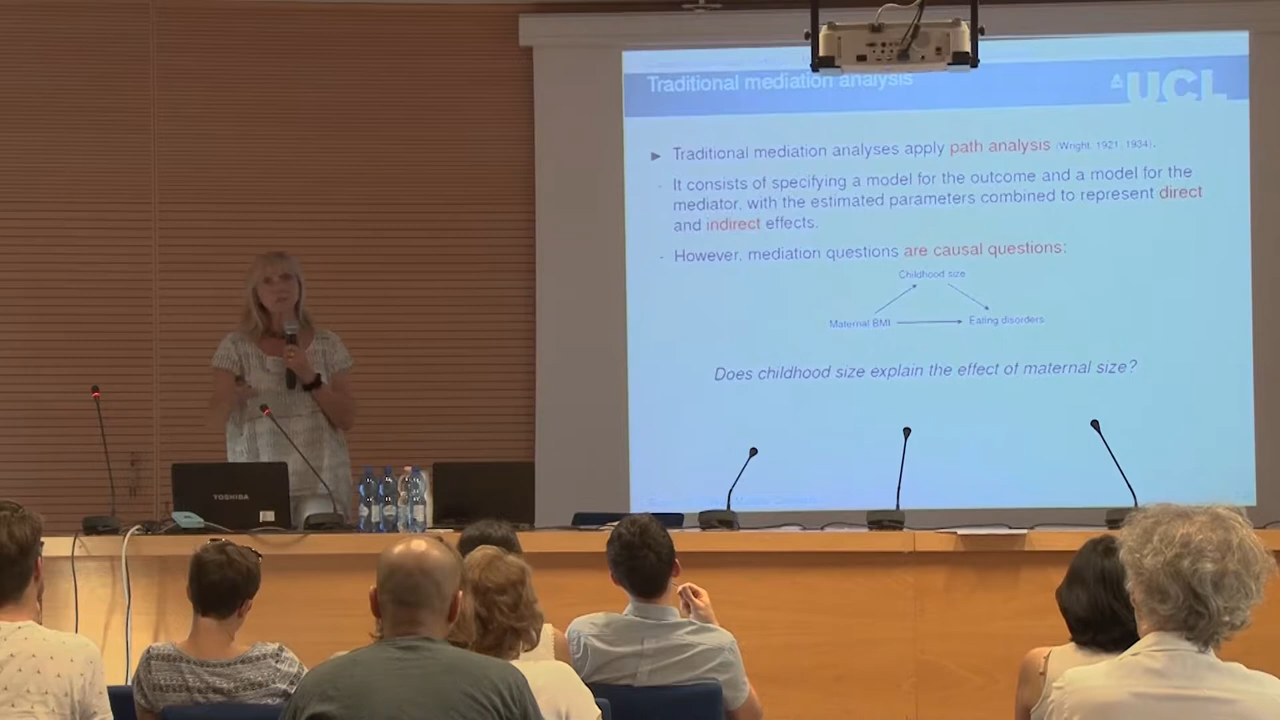 Traditional mediation analysis
UCL
Traditional mediation analyses apply path analysis (Wright, 1921, 1934).
It consists of specifying a model for the outcome and a model for the
mediator, with the estimated parameters combined to represent direct
and indirect effects.
However, mediation questions are causal questions:
Childhood size
Maternal BMI
Eating disorders
Does childhood size explain the effect of maternal size?
TOSHIBA